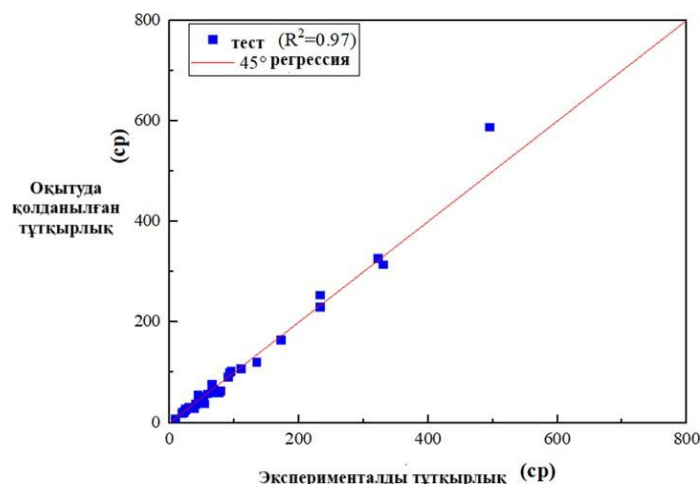 800
600
400
200
0
(cp)
Оқытуда
қолданылған
тұтқырлық
тест (R²=0.97)
45° регрессия
0 200 400 600 800
Эксперименталды тұтқырлық (cp)